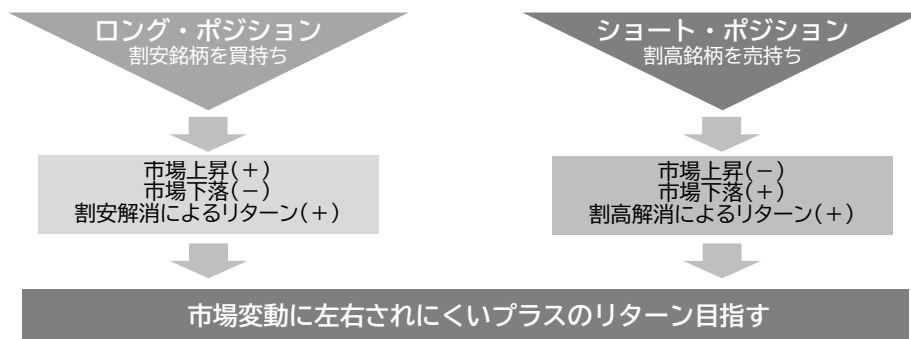 ロング・ポジション
割安銘柄を買持ち
ショート・ポジション
割高銘柄を売持ち
市場上昇(＋)
市場下落(－)
割安解消によるリターン(＋)
市場上昇(－)
市場下落(＋)
割高解消によるリターン(＋)
市場変動に左右されにくいプラスのリターン目指す